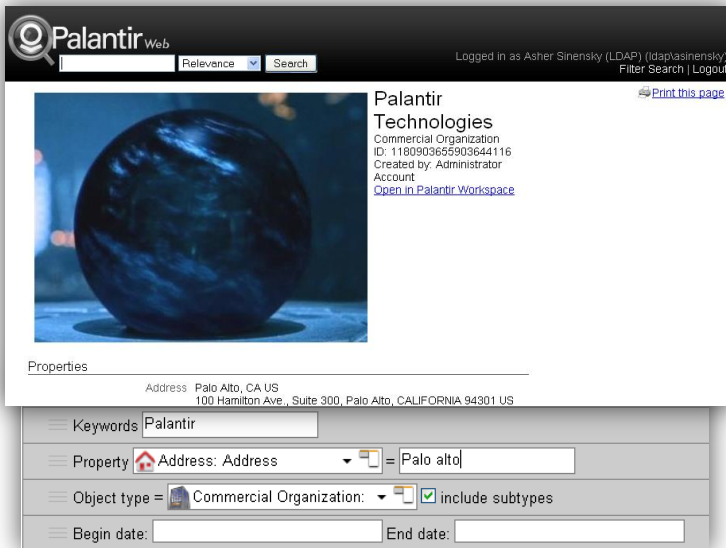 Palantir Web
Relevance Search
Logged in as Asher Sinensky (LDAP) (ldap\asinensky)
Filter Search | Logout
Print this page
Palantir
Technologies
Commercial Organization
ID: 1180903655903644116
Created by: Administrator
Account
Open in Palantir Workspace
Properties
Address Palo Alto, CA US
100 Hamilton Ave., Suite 300, Palo Alto, CALIFORNIA 94301 US
Keywords Palantir
Property Address: Address = Palo alto
Object type = Commercial Organization: include subtypes
Begin date: End date: